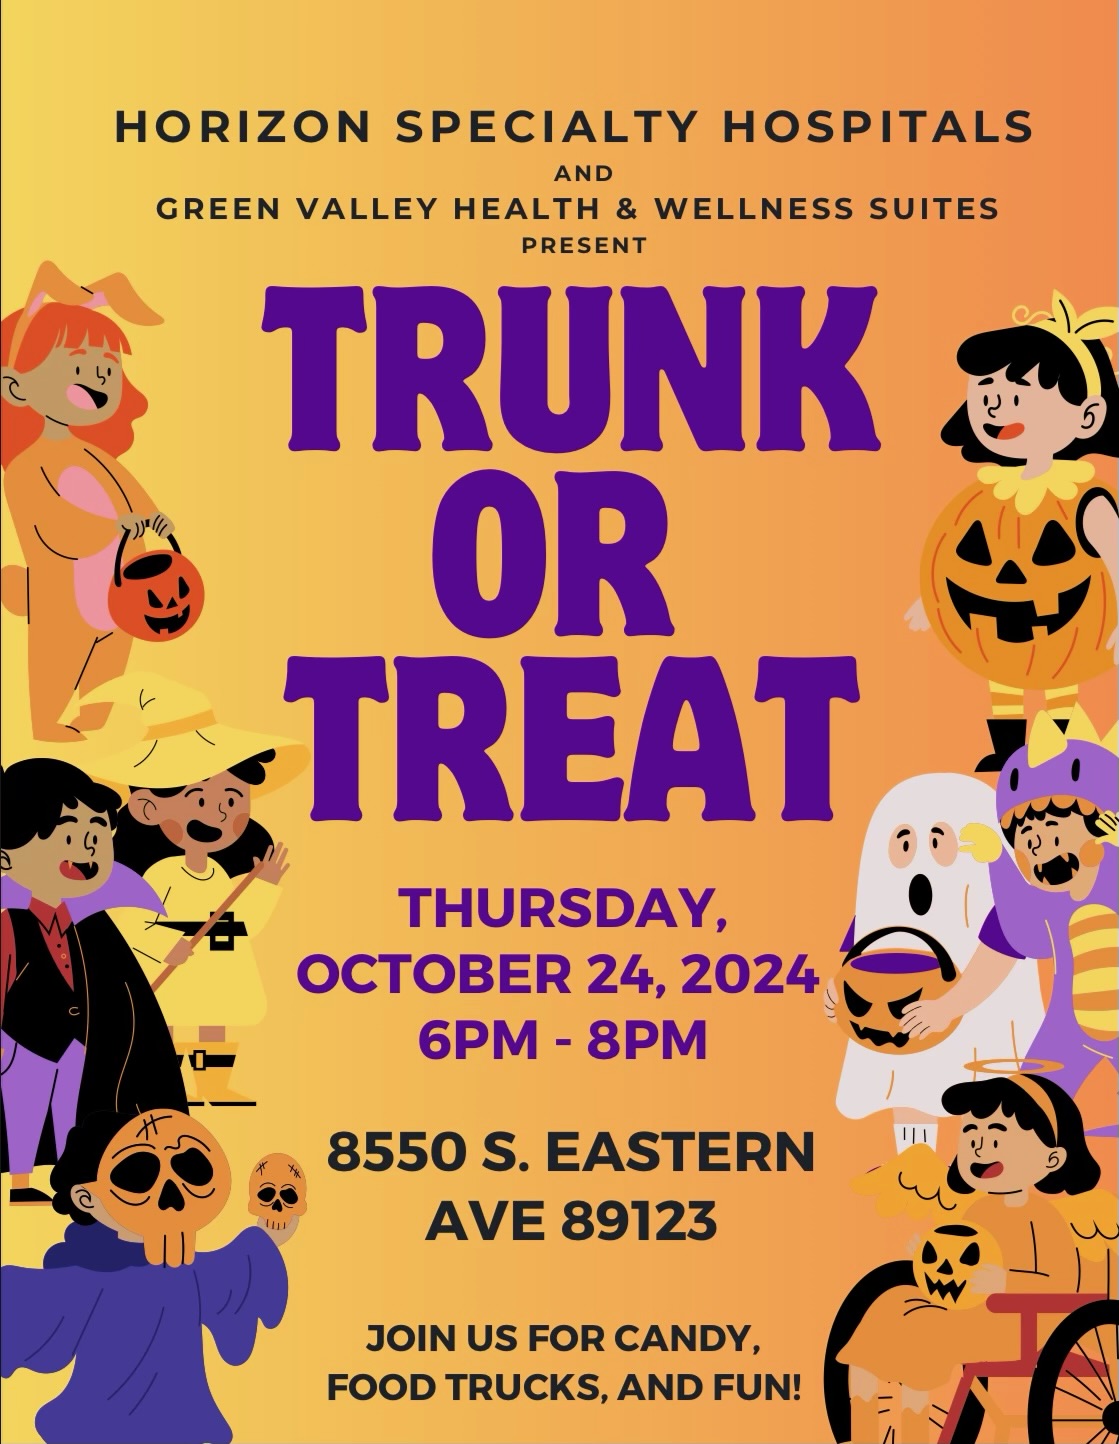 HORIZON SPECIALTY HOSPITALS
AND
GREEN VALLEY HEALTH & WELLNESS SUITES
PRESENT
TRUNK
OR
TREAT
THURSDAY,
OCTOBER 24, 2024
6PM - 8PM
8550 S. EASTERN
AVE 89123
JOIN US FOR CANDY,
FOOD TRUCKS, AND FUN!